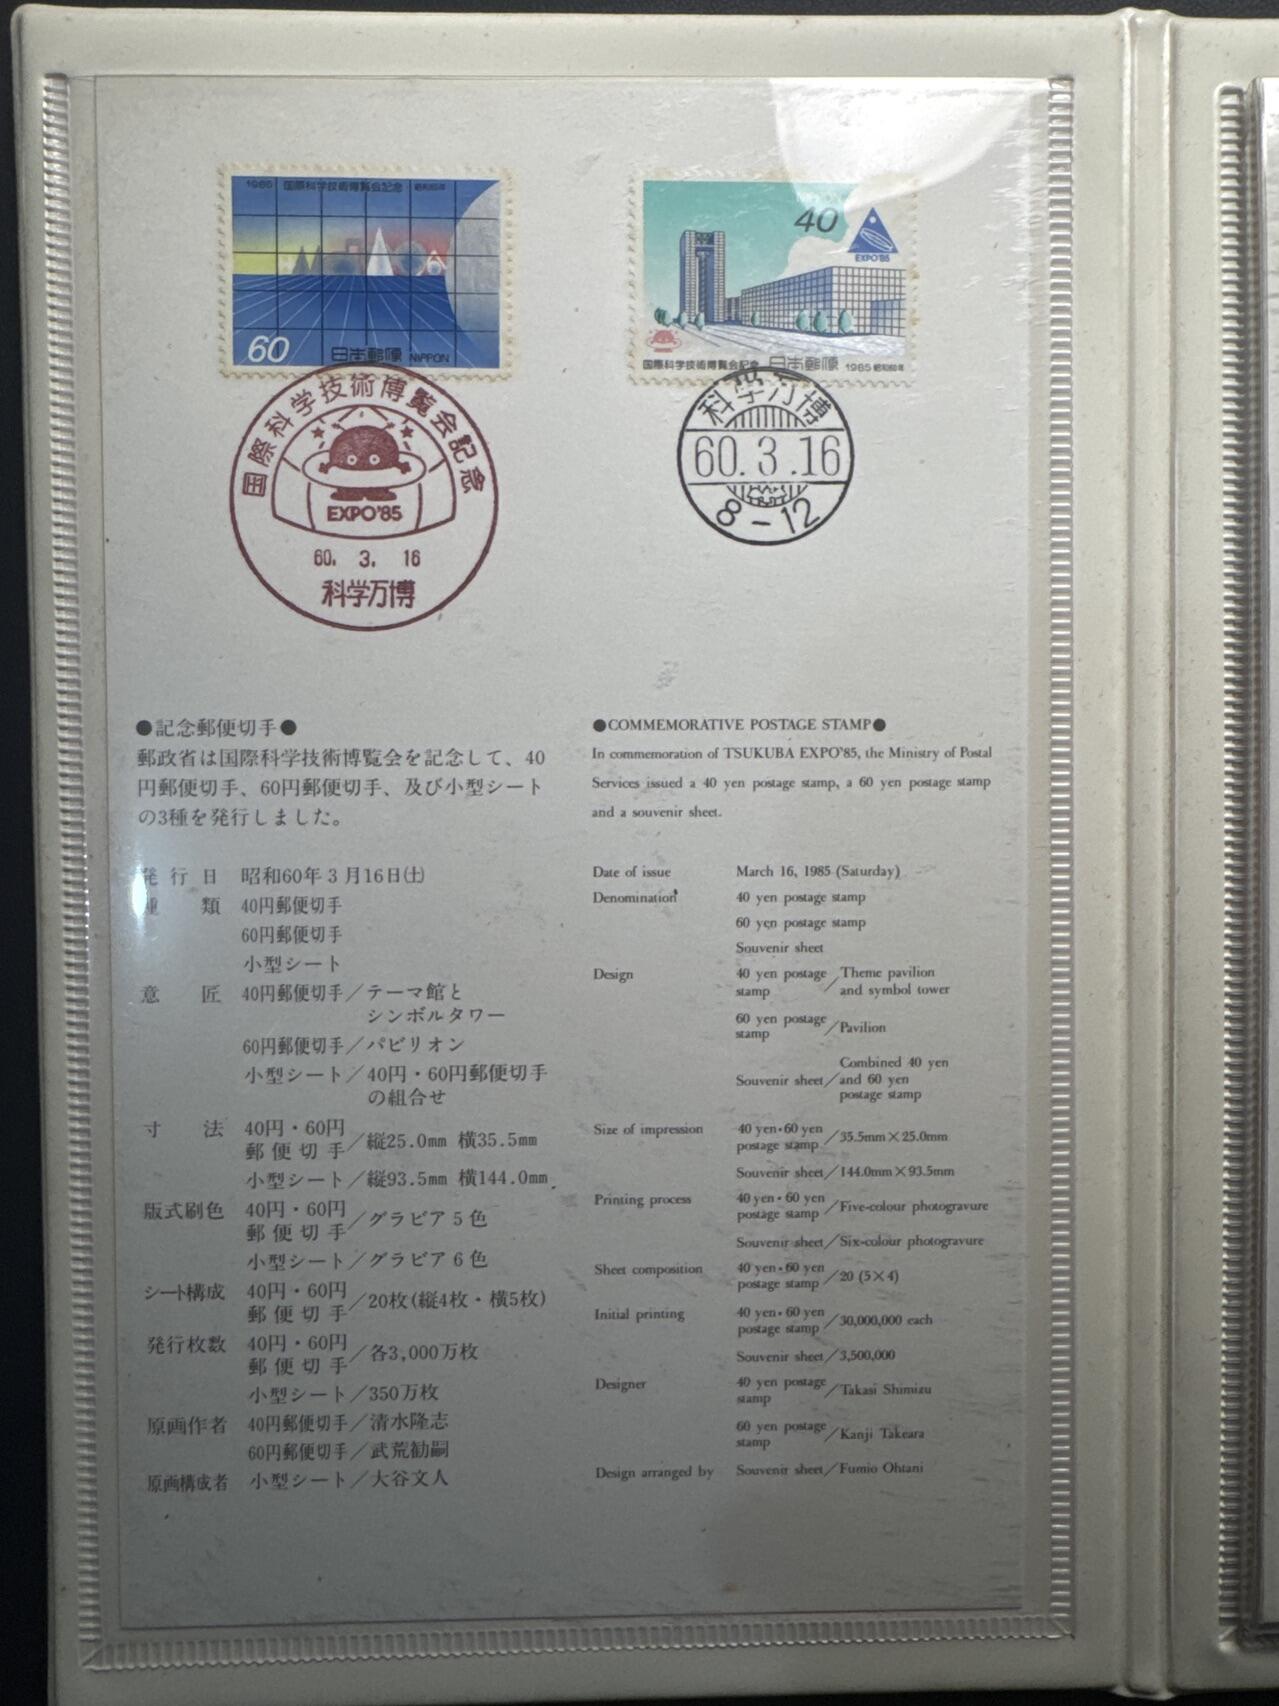 1985 国際科学技術博覧会記念 昭和60年
60 日本郵便 NIPPON
40
EXPO'85
国際科学技術博覧会記念 日本郵便 1985 昭和60年
国際科学技術博覧会記念
EXPO'85
60. 3. 16
科学万博
科学万博
60.3.16
8-12
●記念郵便切手●
郵政省は国際科学技術博覧会を記念して、40
円郵便切手、60円郵便切手、及び小型シート
の3種を発行しました。
発行日 昭和60年3月16日(土)
種類 40円郵便切手
60円郵便切手
小型シート
意匠 40円郵便切手／テーマ館と
シンボルタワー
60円郵便切手／パビリオン
小型シート／40円・60円郵便切手
の組合せ
寸法 40円・60円
郵便切手／縦25.0mm 横35.5mm
小型シート／縦93.5mm 横144.0mm
版式刷色 40円・60円
郵便切手／グラビア5色
小型シート／グラビア6色
シート構成 40円・60円
郵便切手／20枚(縦4枚・横5枚)
発行枚数 40円・60円
郵便切手／各3,000万枚
小型シート／350万枚
原画作者 40円郵便切手／清水隆志
60円郵便切手／武荒勧嗣
原画構成者 小型シート／大谷文人
●COMMEMORATIVE POSTAGE STAMP●
In commemoration of TSUKUBA EXPO'85, the Ministry of Postal
Services issued a 40 yen postage stamp, a 60 yen postage stamp
and a souvenir sheet.
Date of issue March 16, 1985 (Saturday)
Denomination 40 yen postage stamp
60 yen postage stamp
Souvenir sheet
Design 40 yen postage stamp／Theme pavilion
and symbol tower
60 yen postage stamp／Pavilion
Souvenir sheet／Combined 40 yen
and 60 yen
postage stamp
Size of impression 40 yen・60 yen
postage stamp／35.5mm×25.0mm
Souvenir sheet／144.0mm×93.5mm
Printing process 40 yen・60 yen
postage stamp／Five-colour photogravure
Souvenir sheet／Six-colour photogravure
Sheet composition 40 yen・60 yen
postage stamp／20 (5×4)
Initial printing 40 yen・60 yen
postage stamp／30,000,000 each
Souvenir sheet／3,500,000
Designer 40 yen postage
stamp／Takasi Shimizu
60 yen postage
stamp／Kanji Takeara
Design arranged by Souvenir sheet／Fumio Ohtani